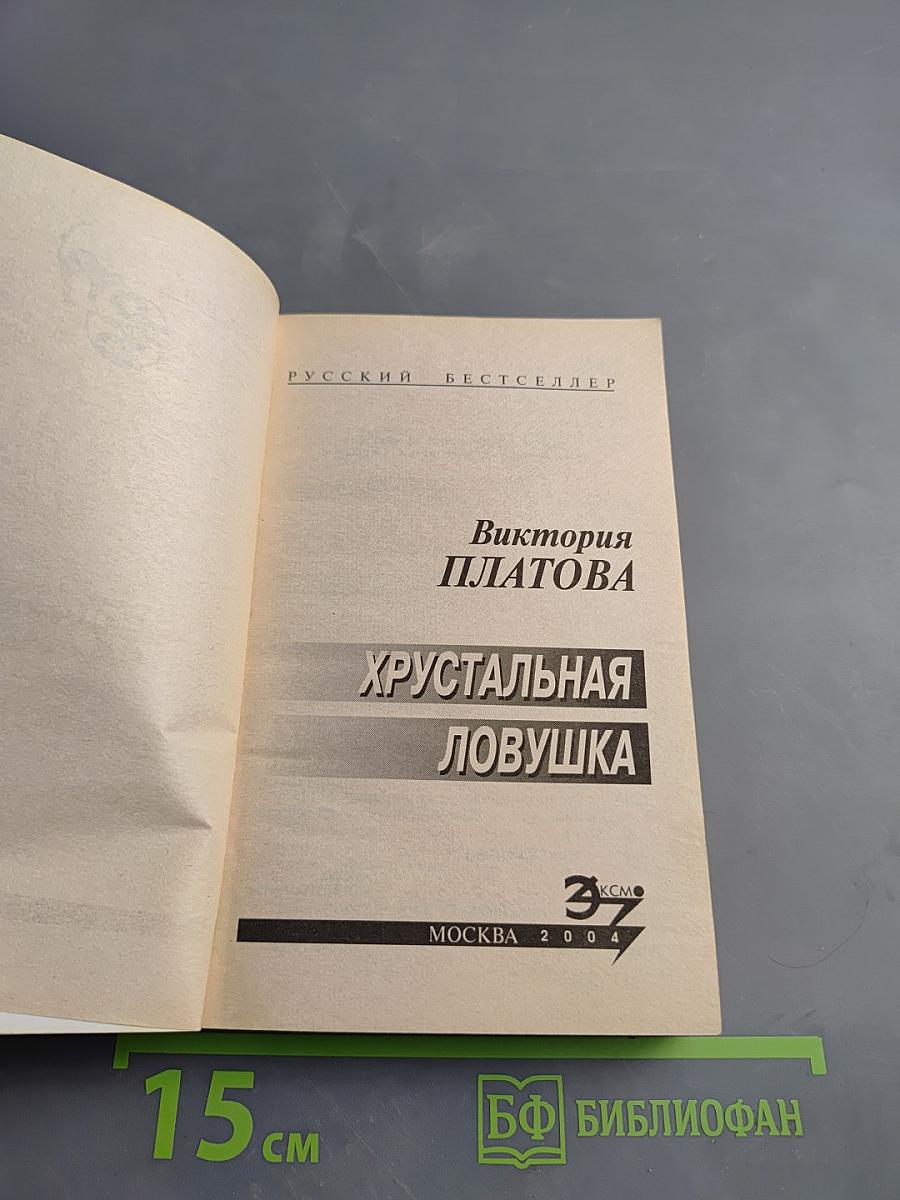 РУССКИЙ БЕСТСЕЛЛЕР
Виктория
ПЛАТОВА
ХРУСТАЛЬНАЯ
ЛОВУШКА
ЭКСМО
МОСКВА 2004
15 см
БФ БИБЛИОФАН